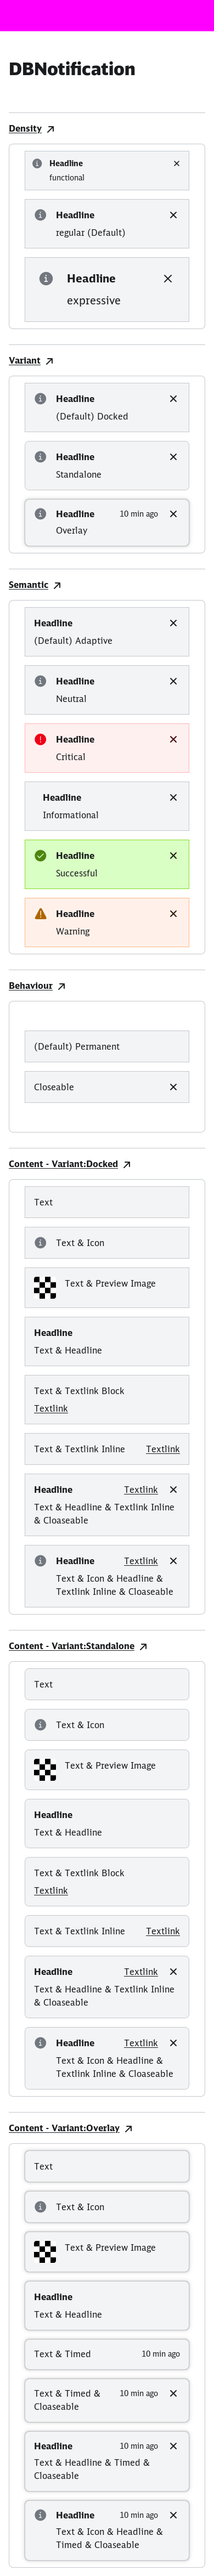 DBNotification
Density
Headline
functional
Headline
regular (Default)
Headline
expressive
Variant
Headline
(Default) Docked
Headline
Standalone
Headline 10 min ago
Overlay
Semantic
Headline
(Default) Adaptive
Headline
Neutral
Headline
Critical
Headline
Informational
Headline
Successful
Headline
Warning
Behaviour
(Default) Permanent
Closeable
Content - Variant:Docked
Text
Text & Icon
Text & Preview Image
Headline
Text & Headline
Text & Textlink Block
Textlink
Text & Textlink Inline Textlink
Headline Textlink
Text & Headline & Textlink Inline
& Cloaseable
Headline Textlink
Text & Icon & Headline &
Textlink Inline & Cloaseable
Content - Variant:Standalone
Text
Text & Icon
Text & Preview Image
Headline
Text & Headline
Text & Textlink Block
Textlink
Text & Textlink Inline Textlink
Headline Textlink
Text & Headline & Textlink Inline
& Cloaseable
Headline Textlink
Text & Icon & Headline &
Textlink Inline & Cloaseable
Content - Variant:Overlay
Text
Text & Icon
Text & Preview Image
Headline
Text & Headline
Text & Timed 10 min ago
Text & Timed & 10 min ago
Cloaseable
Headline 10 min ago
Text & Headline & Timed &
Cloaseable
Headline 10 min ago
Text & Icon & Headline &
Timed & Cloaseable